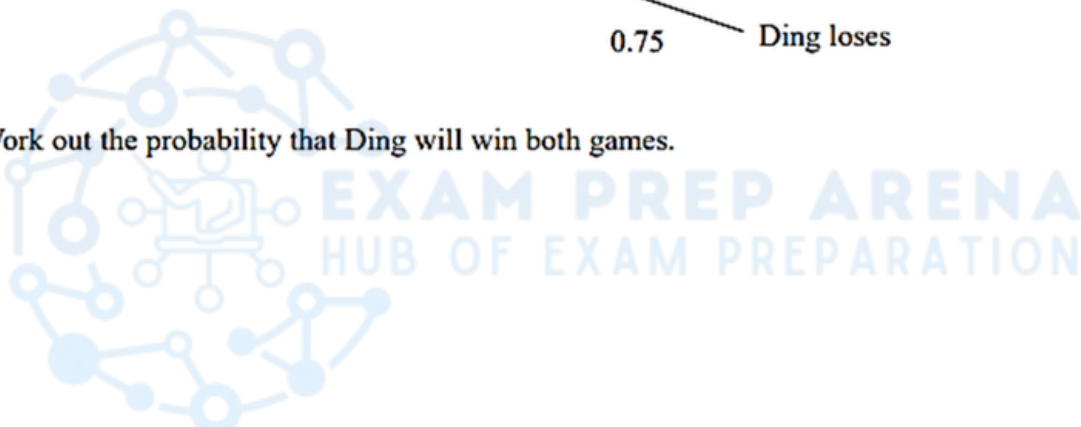 0.75 Ding loses
ork out the probability that Ding will win both games.
EXAM PREP ARENA
HUB OF EXAM PREPARATION